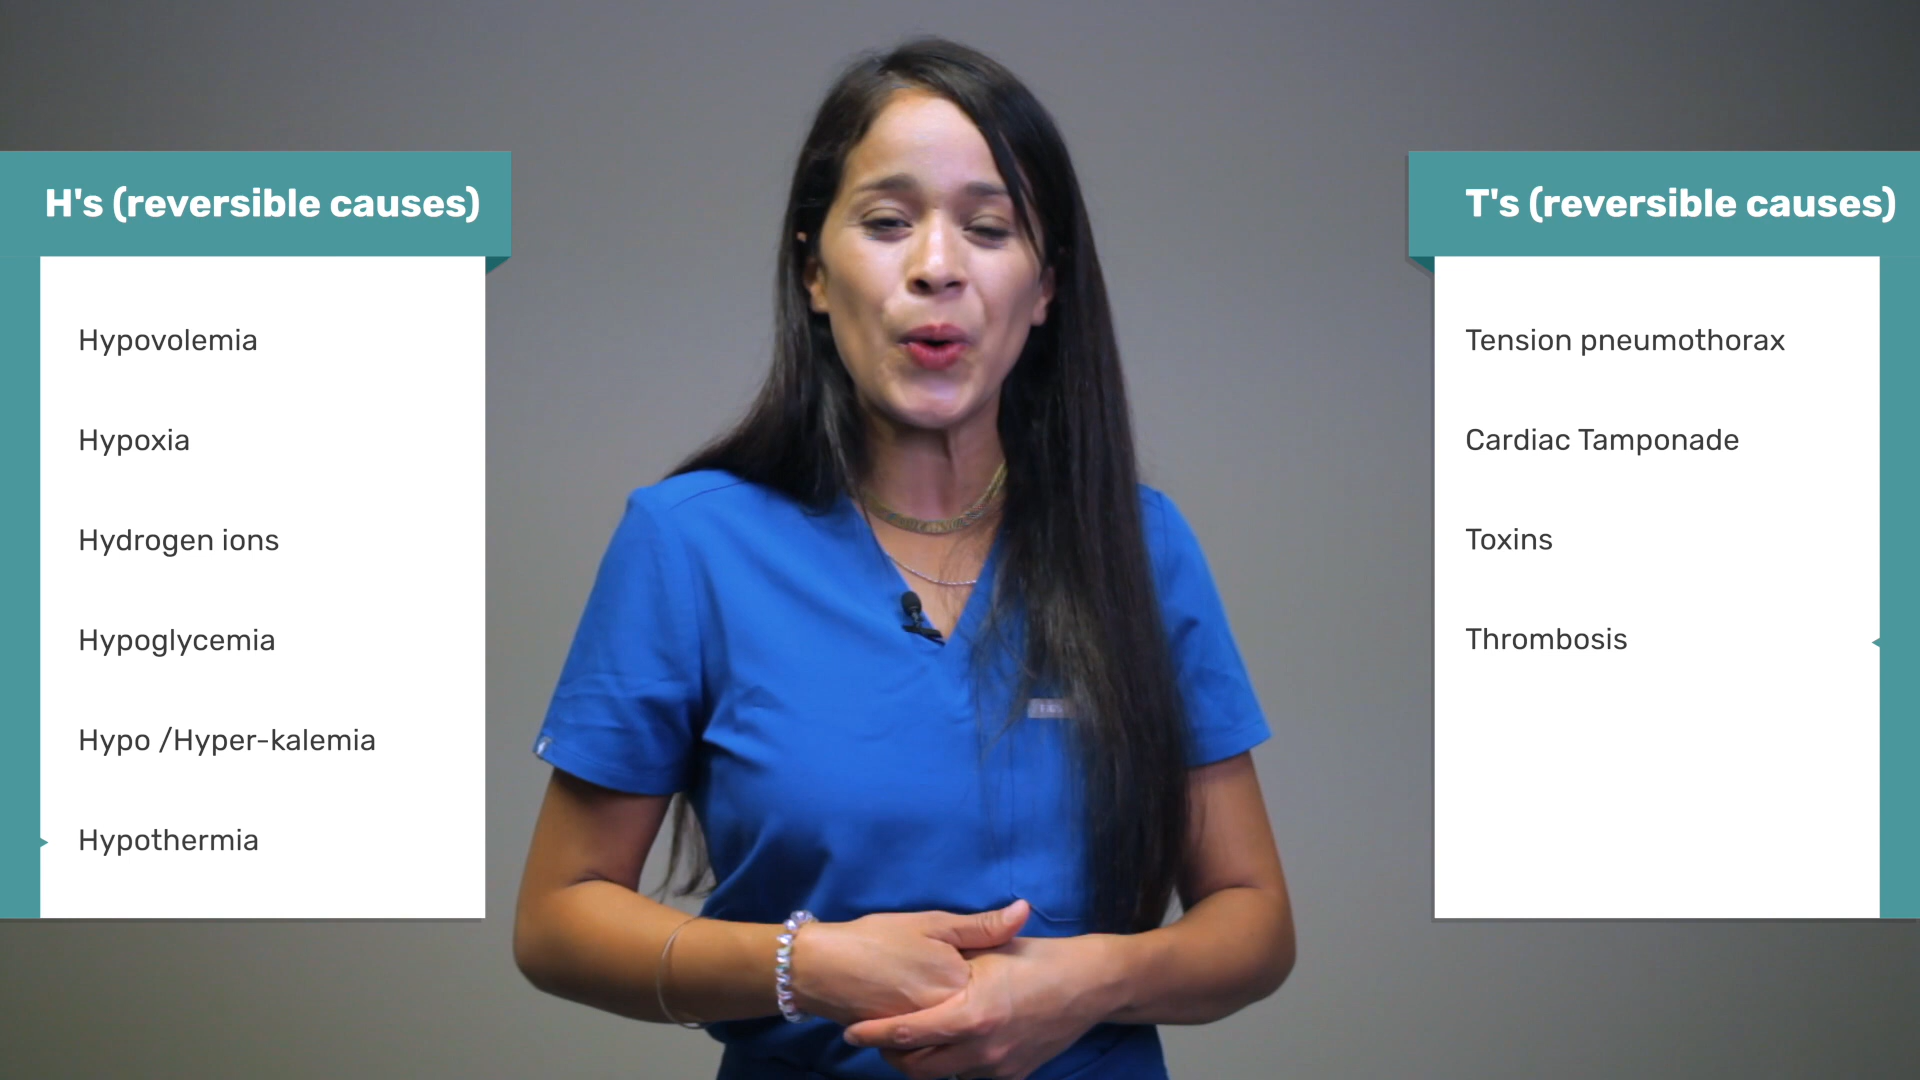 H's (reversible causes)
Hypovolemia
Hypoxia
Hydrogen ions
Hypoglycemia
Hypo /Hyper-kalemia
Hypothermia
T's (reversible causes)
Tension pneumothorax
Cardiac Tamponade
Toxins
Thrombosis